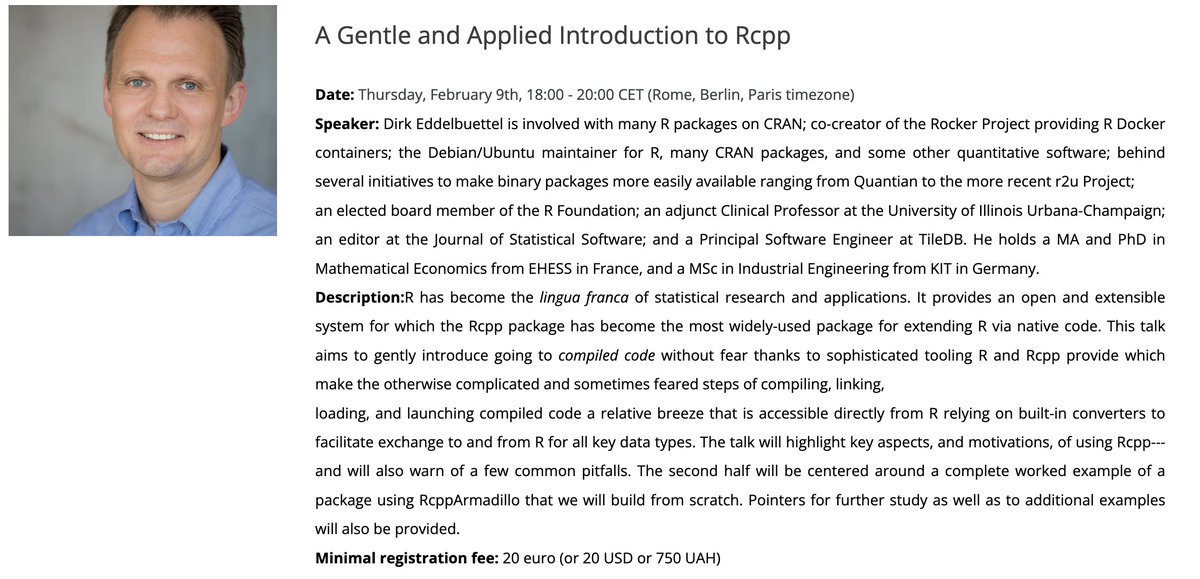 A Gentle and Applied Introduction to Rcpp
Date: Thursday, February 9th, 18:00 - 20:00 CET (Rome, Berlin, Paris timezone)
Speaker: Dirk Eddelbuettel is involved with many R packages on CRAN; co-creator of the Rocker Project providing R Docker
containers; the Debian/Ubuntu maintainer for R, many CRAN packages, and some other quantitative software; behind
several initiatives to make binary packages more easily available ranging from Quantian to the more recent r2u Project;
an elected board member of the R Foundation; an adjunct Clinical Professor at the University of Illinois Urbana-Champaign;
an editor at the Journal of Statistical Software; and a Principal Software Engineer at TileDB. He holds a MA and PhD in
Mathematical Economics from EHESS in France, and a MSc in Industrial Engineering from KIT in Germany.
Description:R has become the lingua franca of statistical research and applications. It provides an open and extensible
system for which the Rcpp package has become the most widely-used package for extending R via native code. This talk
aims to gently introduce going to compiled code without fear thanks to sophisticated tooling R and Rcpp provide which
make the otherwise complicated and sometimes feared steps of compiling, linking,
loading, and launching compiled code a relative breeze that is accessible directly from R relying on built-in converters to
facilitate exchange to and from R for all key data types. The talk will highlight key aspects, and motivations, of using Rcpp---
and will also warn of a few common pitfalls. The second half will be centered around a complete worked example of a
package using RcppArmadillo that we will build from scratch. Pointers for further study as well as to additional examples
will also be provided.
Minimal registration fee: 20 euro (or 20 USD or 750 UAH)